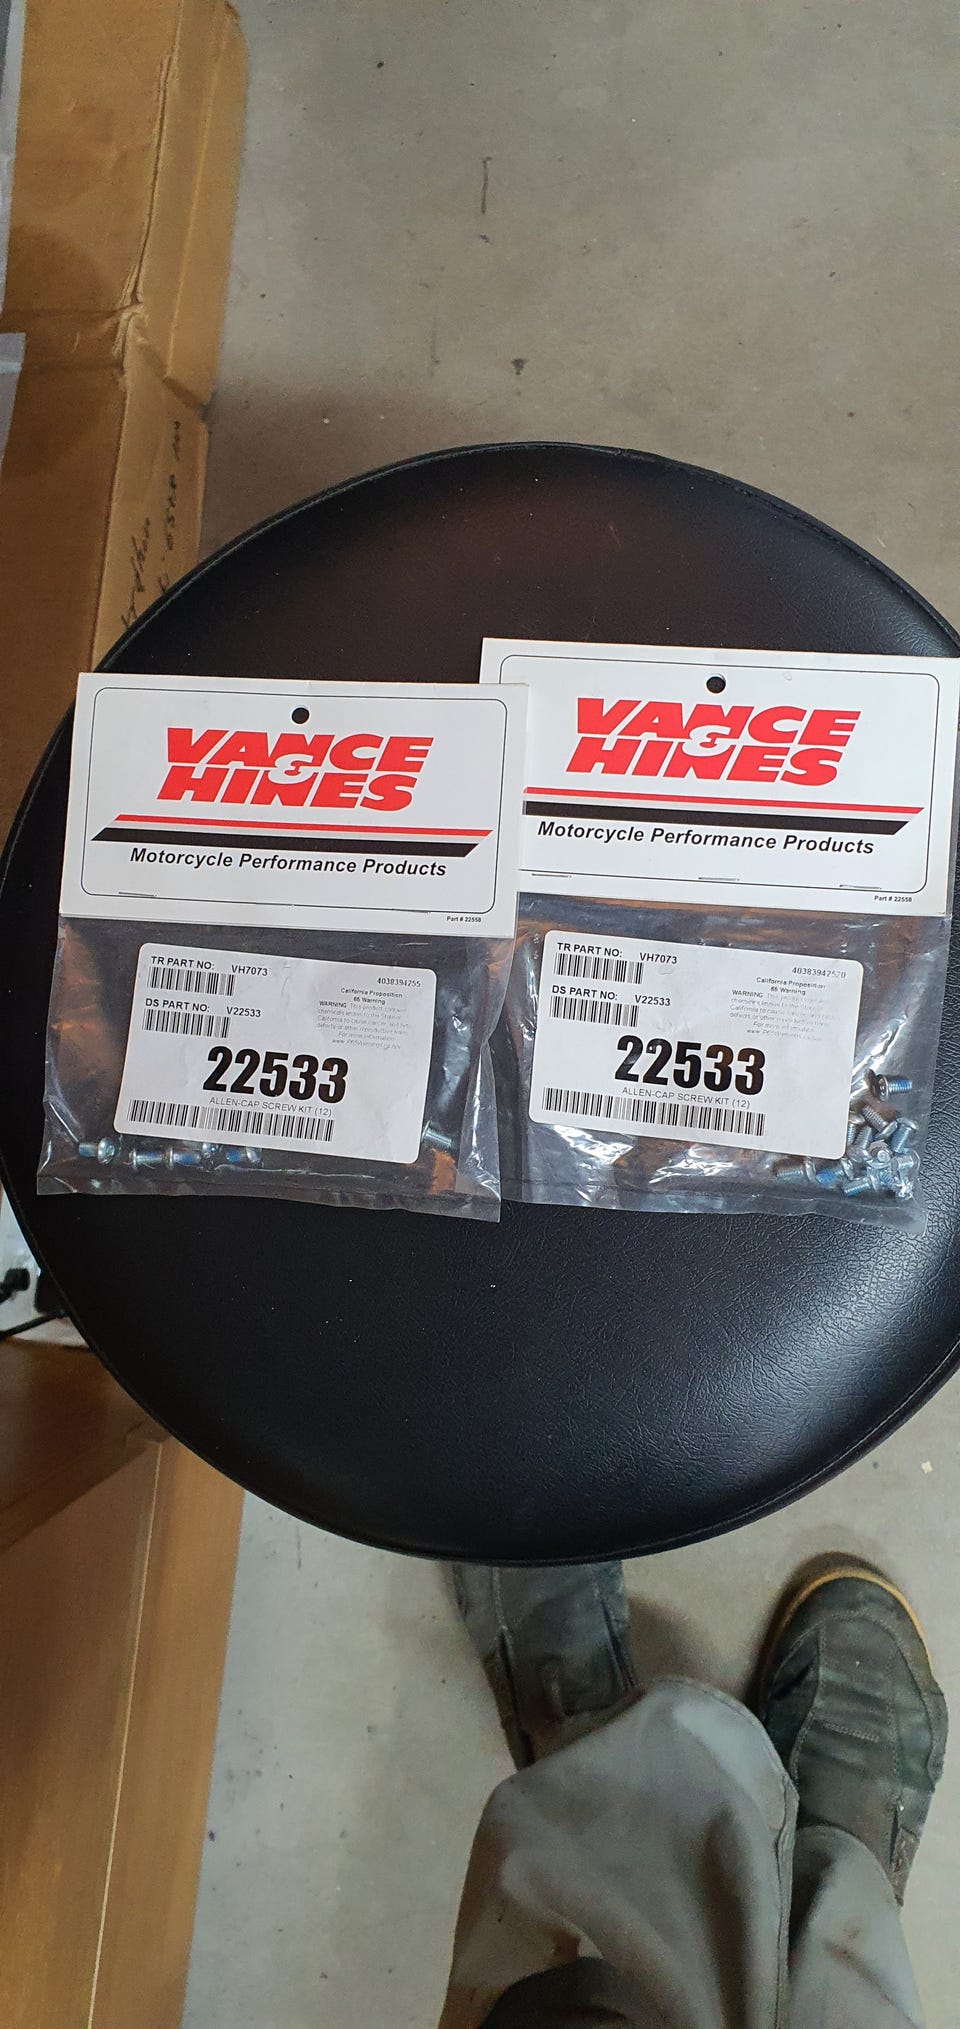 VANCE
&
HINES
Motorcycle Performance Products
Part # 22558
TR PART NO: VH7073
4038394255
California Proposition
65 Warning
DS PART NO: V22533
22533
ALLEN-CAP SCREW KIT (12)
VANCE
&
HINES
Motorcycle Performance Products
Part # 22558
TR PART NO: VH7073
40383942520
California Proposition
65 Warning
DS PART NO: V22533
22533
ALLEN-CAP SCREW KIT (12)